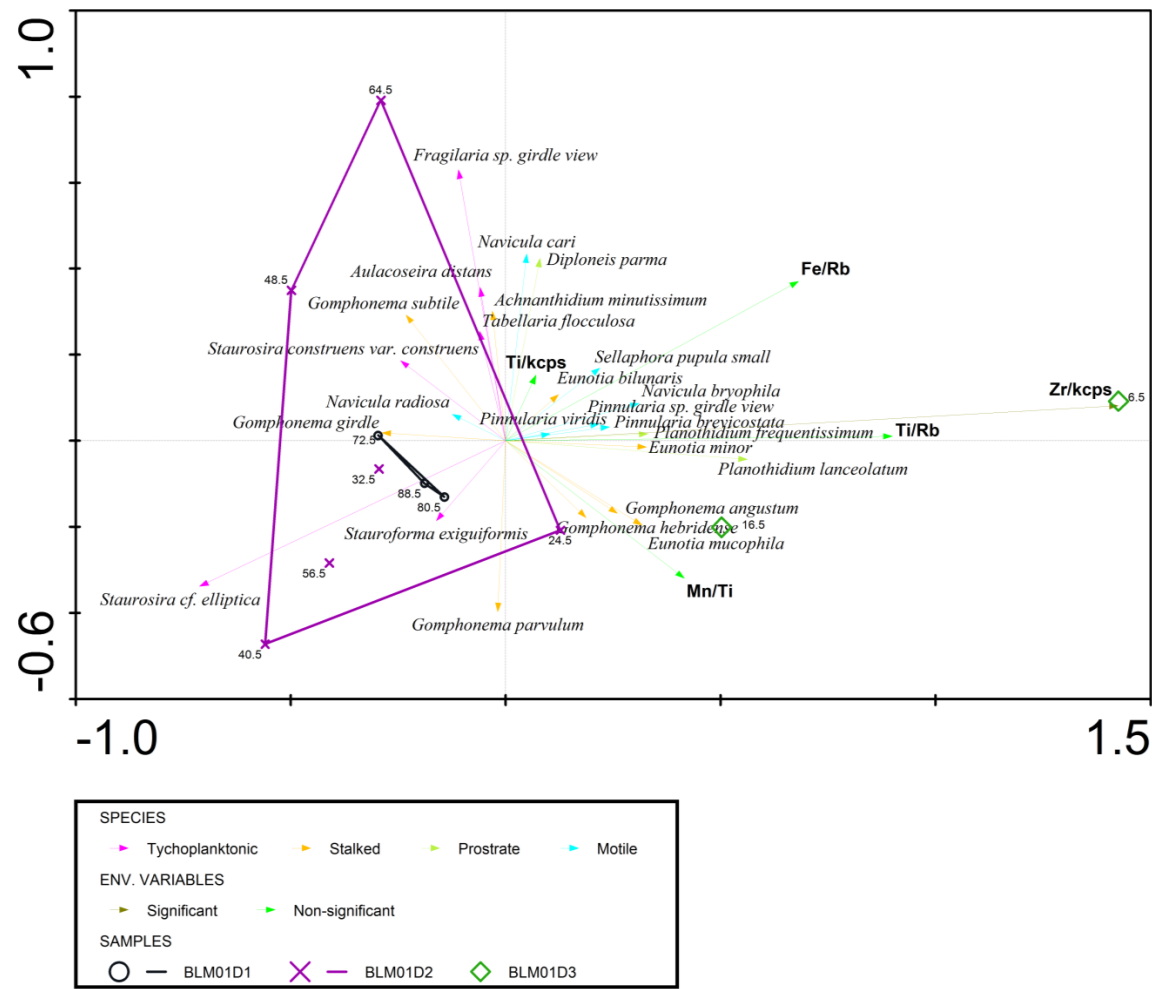 1.0
64.5
Fragilaria sp. girdle view
Navicula cari
Diploneis parma
Fe/Rb
Aulacoseira distans
48.5
Gomphonema subtile
Achnanthidium minutissimum
Tabellaria flocculosa
Staurosira construens var. construens
Ti/kcps
Sellaphora pupula small
Eunotia bilunaris
Zr/kcps
6.5
Navicula bryophila
Navicula radiosa
Pinnularia sp. girdle view
Gomphonema girdle
Pinnularia viridis
Pinnularia brevicostata
72.5
Planothidium frequentissimum
Ti/Rb
Eunotia minor
Planothidium lanceolatum
32.5
88.5
80.5
Gomphonema angustum
Stauroforma exiguiformis
Gomphonema hebridense
16.5
24.5
Eunotia mucophila
56.5
Mn/Ti
Staurosira cf. elliptica
Gomphonema parvulum
40.5
-0.6
-1.0
1.5
SPECIES
Tychoplanktonic Stalked Prostrate Motile
ENV. VARIABLES
Significant Non-significant
SAMPLES
BLM01D1 BLM01D2 BLM01D3